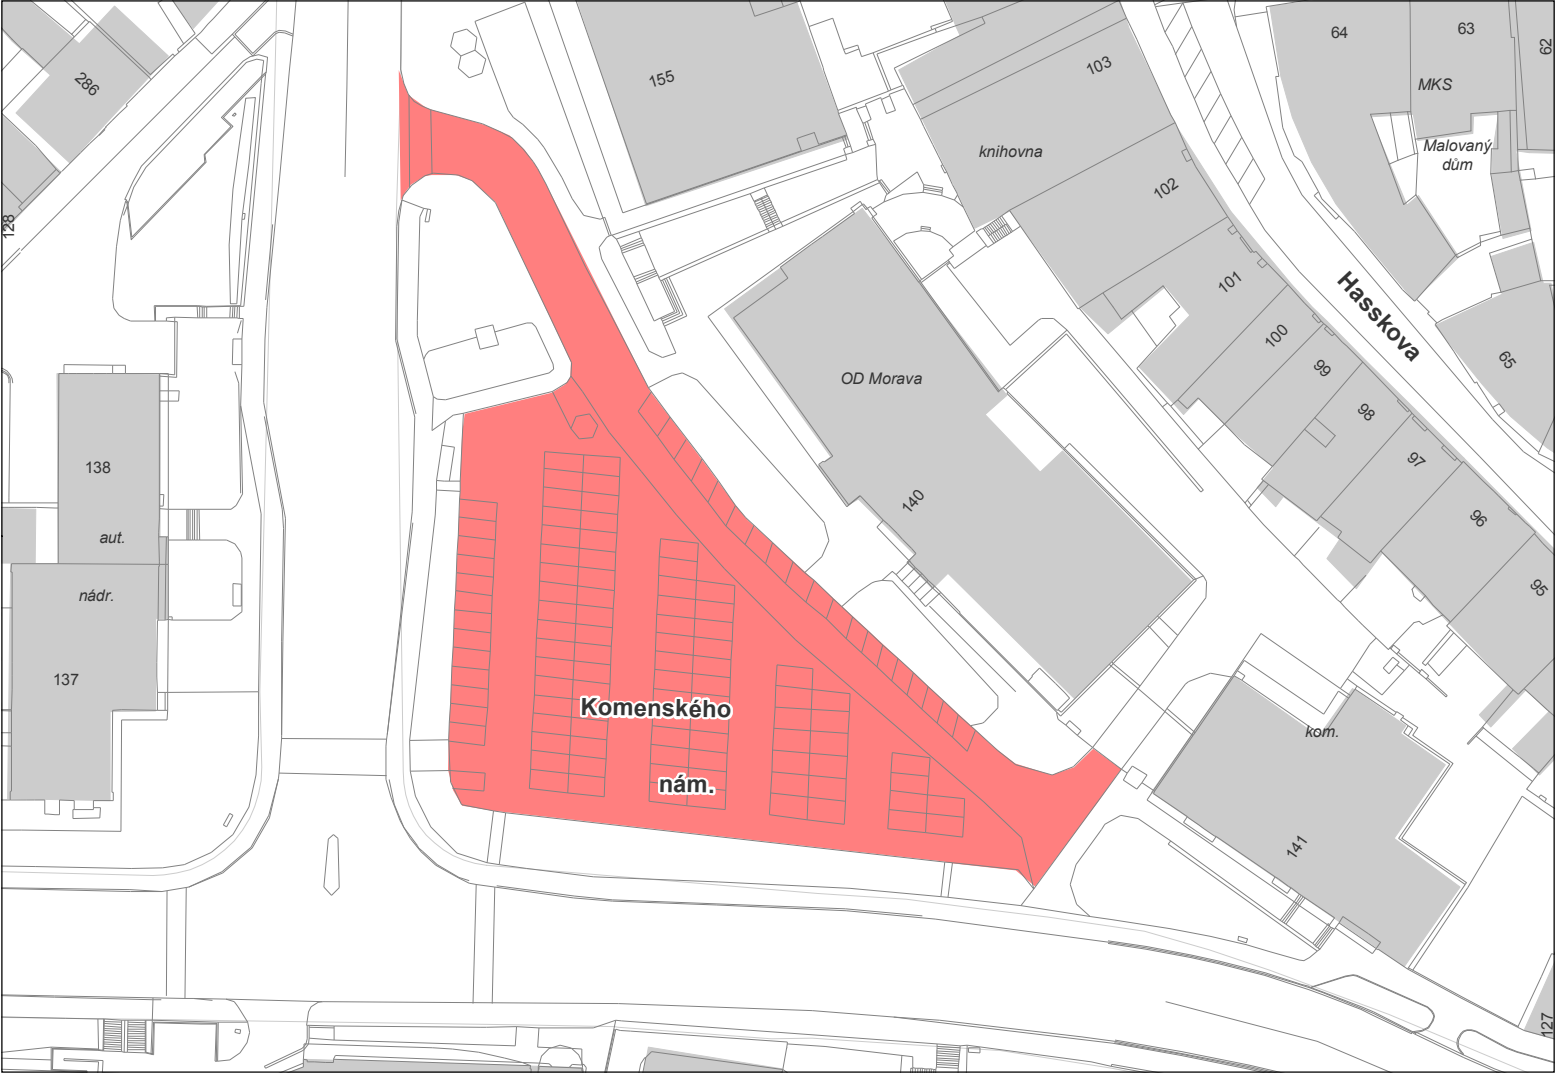 64
63
62
286
155
103
MKS
knihovna
Malovaný
dům
102
128
101
Hasskova
100
65
99
OD Morava
98
138
97
140
96
aut.
95
nádr.
137
Komenského
kom.
nám.
141
127